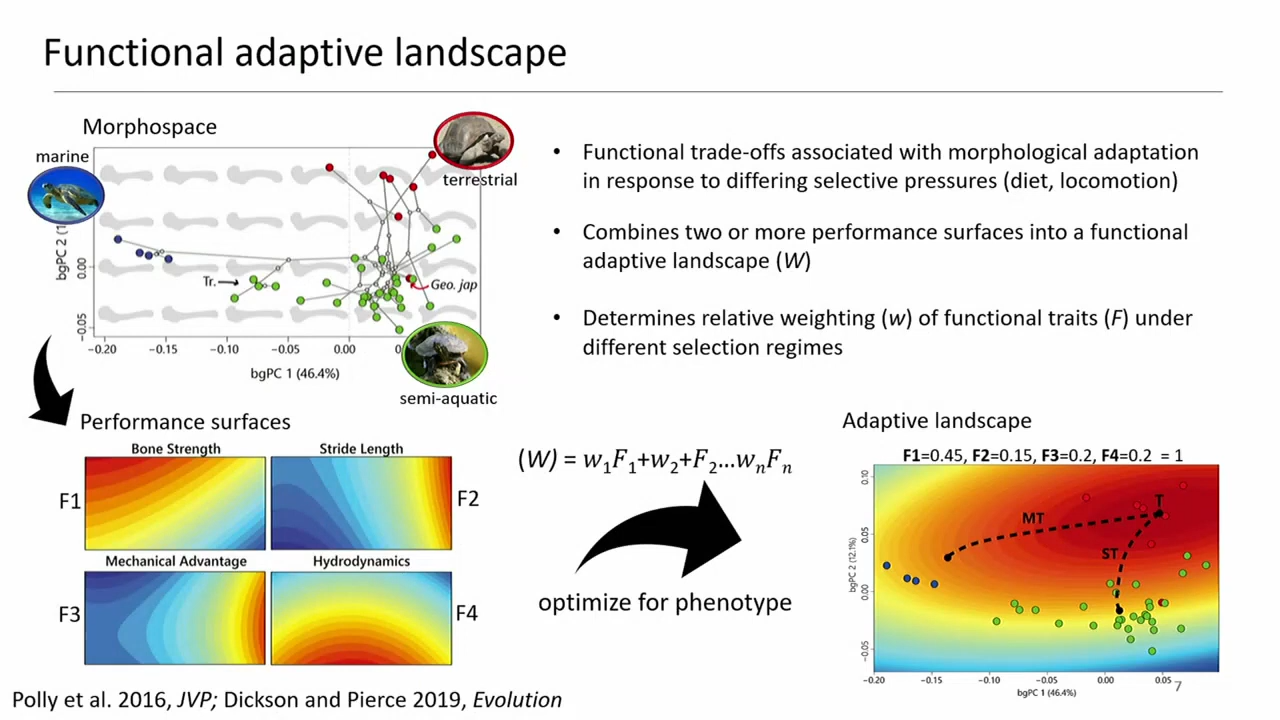 Functional adaptive landscape
Morphospace
marine
terrestrial
bgPC 2 (1
0.00
-0.05
Tr.
Geo. jap
−0.20 −0.15 −0.10 −0.05 0.00 0
bgPC 1 (46.4%)
semi-aquatic
• Functional trade-offs associated with morphological adaptation
in response to differing selective pressures (diet, locomotion)
• Combines two or more performance surfaces into a functional
adaptive landscape (W)
• Determines relative weighting (w) of functional traits (F) under
different selection regimes
Performance surfaces
Bone Strength Stride Length
F1 F2
Mechanical Advantage Hydrodynamics
F3 F4
(W) = w₁F₁+w₂+F₂…wₙFₙ
optimize for phenotype
Adaptive landscape
F1=0.45, F2=0.15, F3=0.2, F4=0.2 = 1
MT
T
ST
bgPC 2 (12.1%)
0.10
0.05
0.00
-0.05
-0.20 -0.15 -0.10 -0.05 0.00 0.05
bgPC 1 (46.4%)
7
Polly et al. 2016, JVP; Dickson and Pierce 2019, Evolution